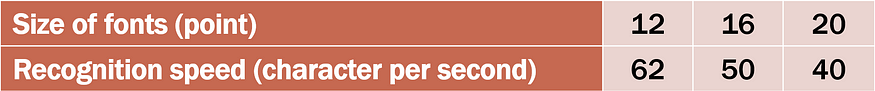 Size of fonts (point) 12 16 20
Recognition speed (character per second) 62 50 40